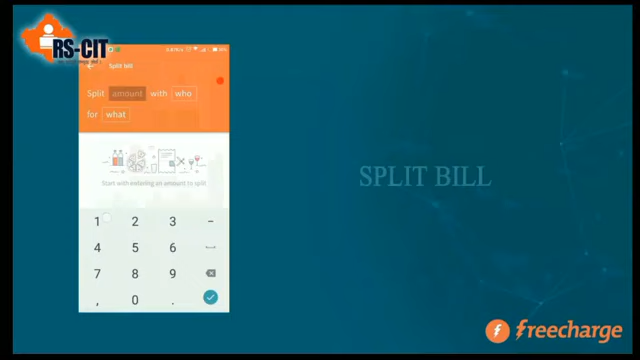 RS-CIT
Split bill
Split amount with who
for what
Start with entering an amount to split
1 2 3 -
4 5 6
7 8 9
, 0 .
SPLIT BILL
freecharge